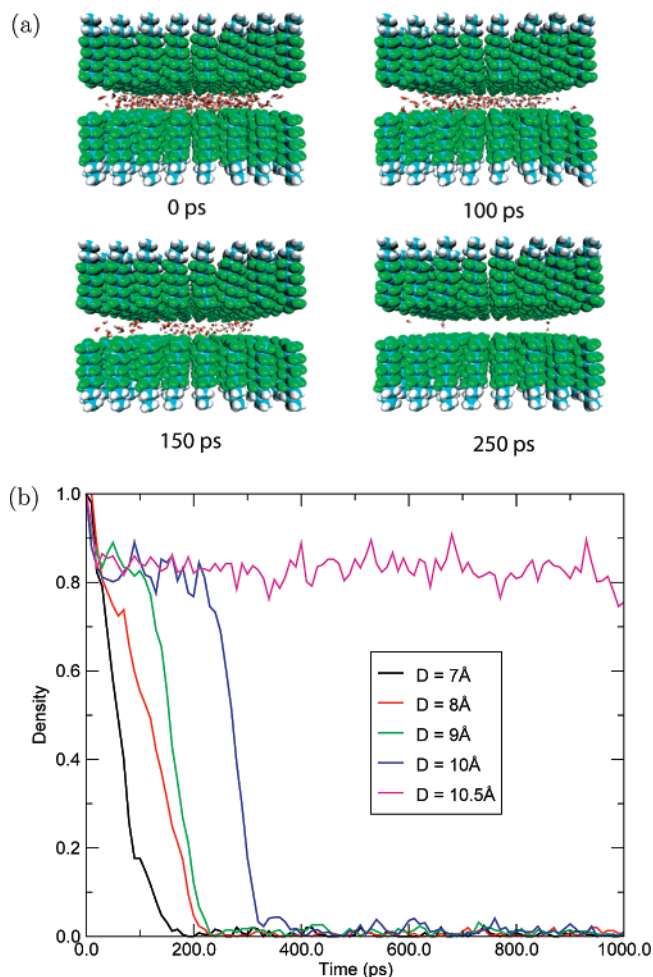 (a)
0 ps
100 ps
150 ps
250 ps
(b)
1.0
0.8
0.6
0.4
0.2
0.0
Density
D = 7Å
D = 8Å
D = 9Å
D = 10Å
D = 10.5Å
0.0 200.0 400.0 600.0 800.0 1000.0
Time (ps)